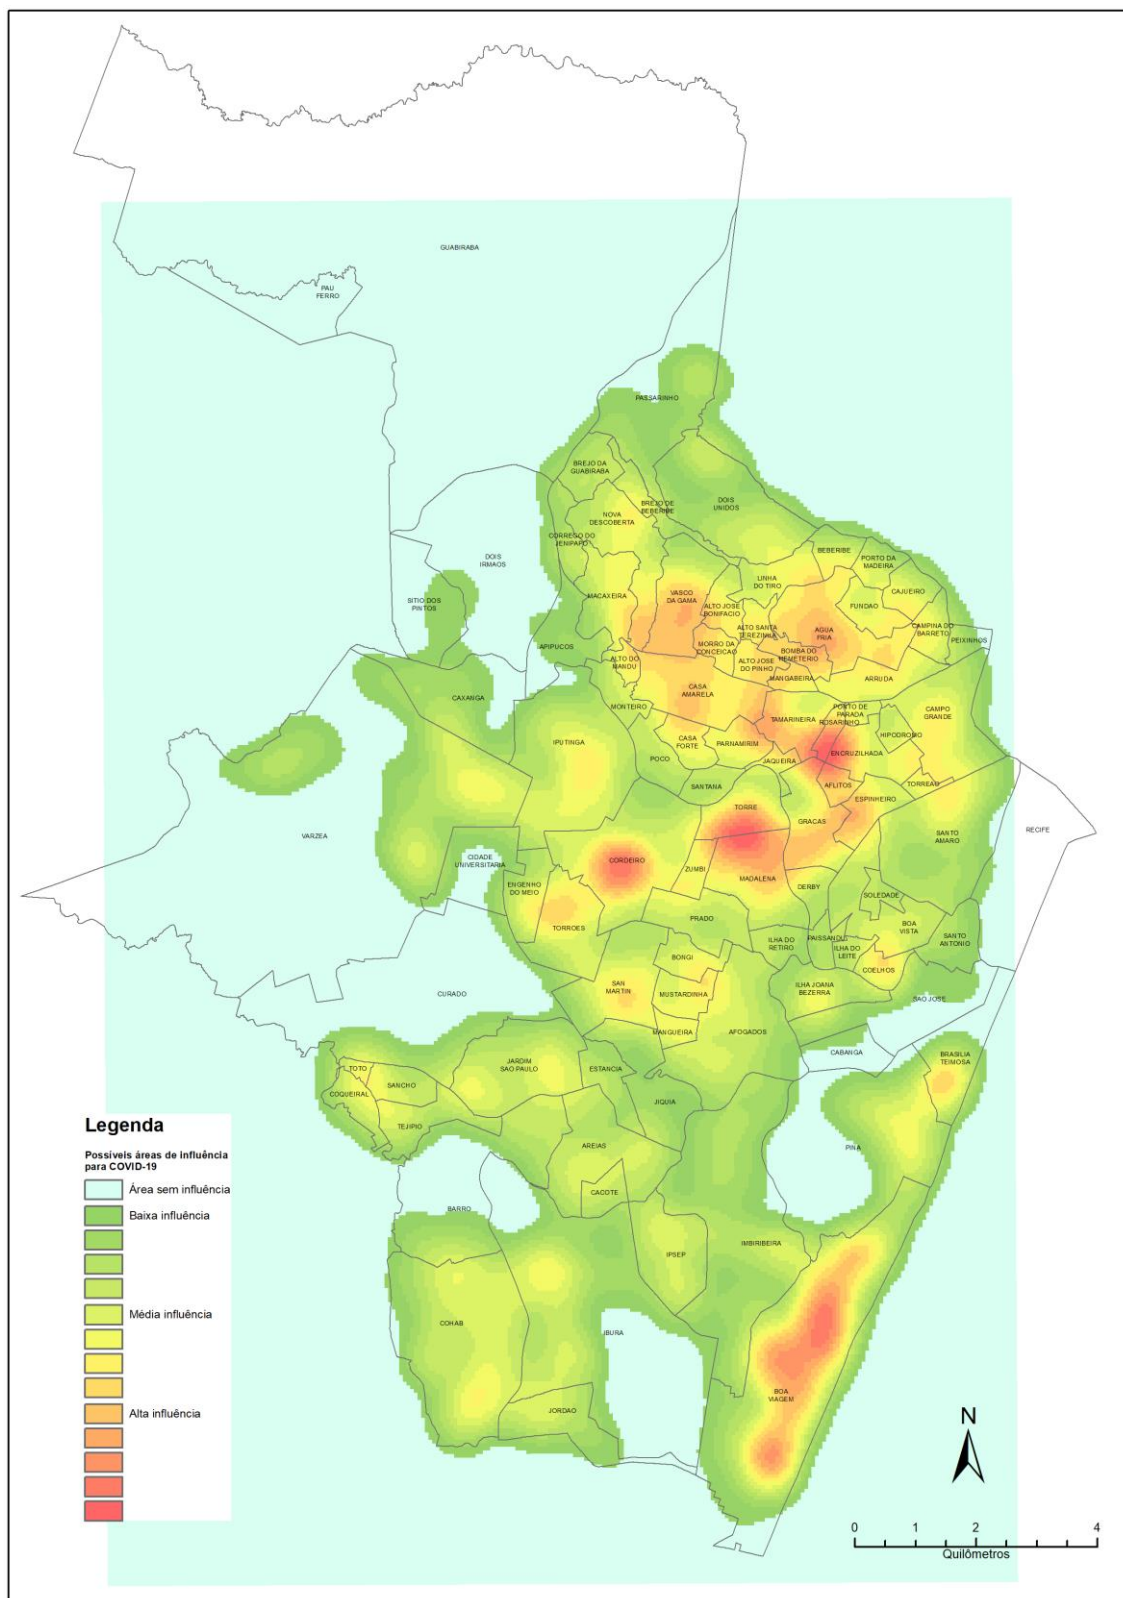 GUABIRABA
PAU
FERRO
PASSARINHO
BREJO DA
GUABIRABA
BREJO DE
BEBERIBE
DOIS
UNIDOS
NOVA
DESCOBERTA
CORREGO DO
JENIPAPO
DOIS
IRMAOS
BEBERIBE
PORTO DA
MADEIRA
LINHA
DO TIRO
CAJUEIRO
SITIO DOS
PINTOS
MACAXEIRA
VASCO
DA GAMA
ALTO JOSE
BONIFACIO
FUNDAO
ALTO SANTA
TEREZINHA
AGUA
FRIA
CAMPINA DO
BARRETO
PEIXINHOS
APIPUCOS
MORRO DA
CONCEICAO
BOMBA DO
HEMETERIO
ALTO DO
MANDU
ALTO JOSE
DO PINHO
MANGABEIRA
ARRUDA
CAXANGA
CASA
AMARELA
MONTEIRO
PONTO DE
PARADA
CAMPO
GRANDE
TAMARINEIRA
ROSARINHO
HIPODROMO
IPUTINGA
CASA
FORTE
PARNAMIRIM
ENCRUZILHADA
POCO
JAQUEIRA
SANTANA
AFLITOS
TORREAO
ESPINHEIRO
TORRE
GRACAS
RECIFE
VARZEA
SANTO
AMARO
CIDADE
UNIVERSITARIA
CORDEIRO
ZUMBI
MADALENA
ENGENHO
DO MEIO
DERBY
SOLEDADE
PRADO
TORROES
BOA
VISTA
ILHA DO
RETIRO
PAISSANDU
ILHA DO
LEITE
SANTO
ANTONIO
BONGI
COELHOS
SAN
MARTIN
MUSTARDINHA
ILHA JOANA
BEZERRA
CURADO
SAO JOSE
MANGUEIRA
AFOGADOS
CABANGA
BRASILIA
TEIMOSA
TOTO
JARDIM
SAO PAULO
ESTANCIA
SANCHO
COQUEIRAL
JIQUIA
TEJIPIO
AREIAS
PINA
CACOTE
BARRO
IMBIRIBEIRA
IPSEP
COHAB
IBURA
BOA
VIAGEM
JORDAO
Legenda
Possíveis áreas de influência
para COVID-19
Área sem influência
Baixa influência
Média influência
Alta influência
N
0 1 2 4
Quilômetros